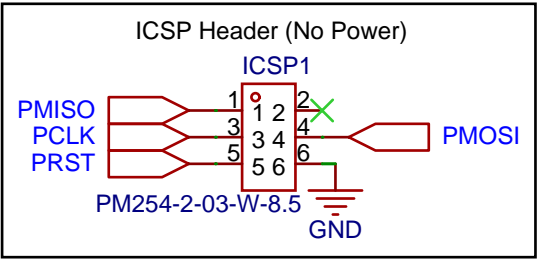 ICSP Header (No Power)
ICSP1
PMISO 1 1 2 2
PCLK 3 3 4 4 PMOSI
PRST 5 5 6 6
PM254-2-03-W-8.5
GND